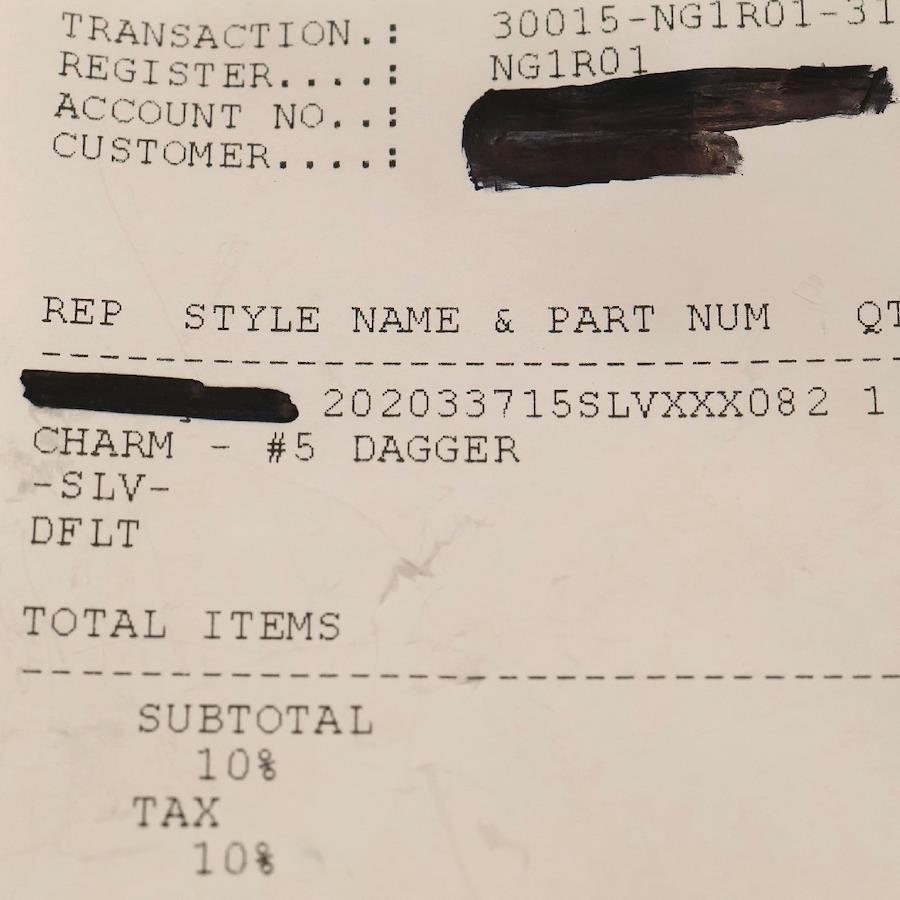 TRANSACTION.: 30015-NG1R01-31
REGISTER....: NG1R01
ACCOUNT NO..:
CUSTOMER....:
REP STYLE NAME & PART NUM QT
202033715SLVXXX082 1
CHARM - #5 DAGGER
-SLV-
DFLT
TOTAL ITEMS
SUBTOTAL
10%
TAX
10%